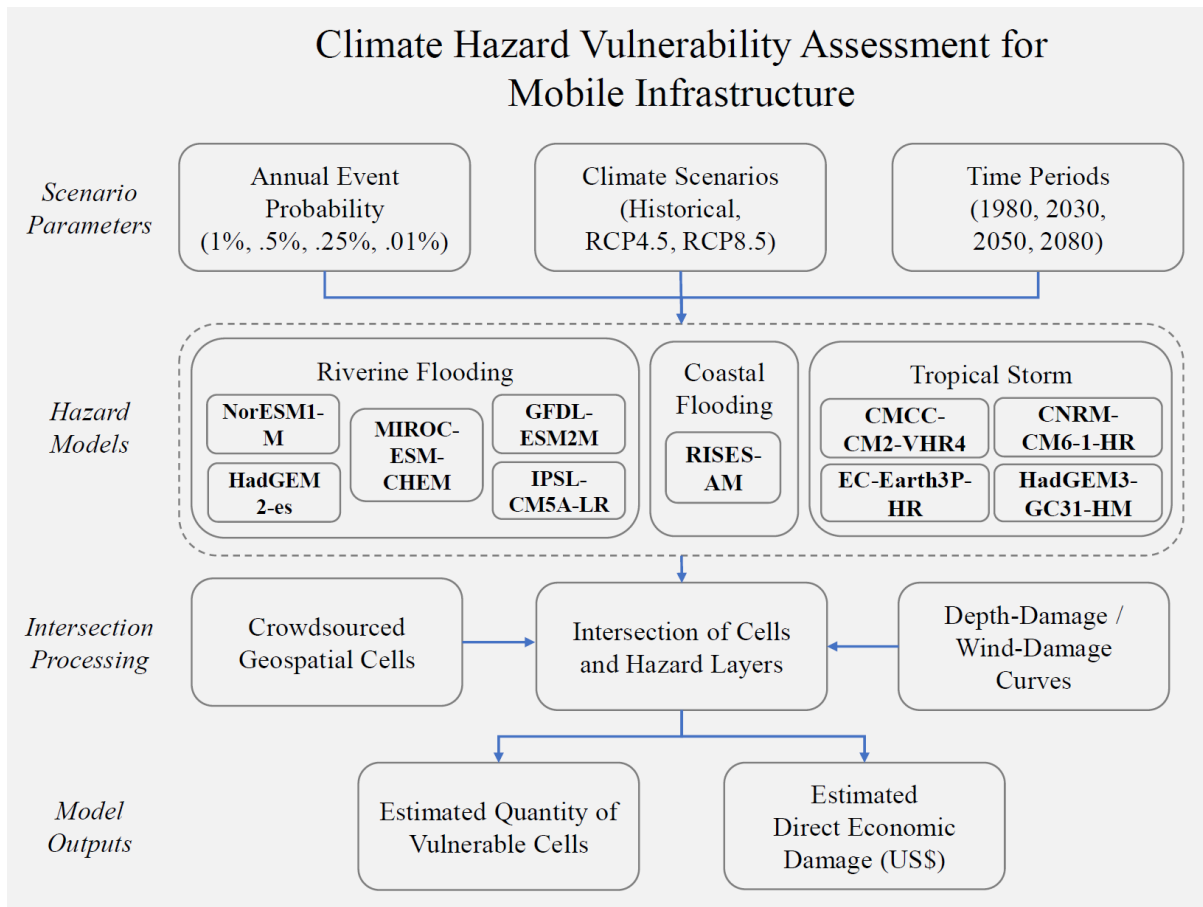 Climate Hazard Vulnerability Assessment for
Mobile Infrastructure
Scenario
Parameters
Annual Event
Probability
(1%, .5%, .25%, .01%)
Climate Scenarios
(Historical,
RCP4.5, RCP8.5)
Time Periods
(1980, 2030,
2050, 2080)
Hazard
Models
Riverine Flooding
NorESM1-
M
HadGEM
2-es
MIROC-
ESM-
CHEM
GFDL-
ESM2M
IPSL-
CM5A-LR
Coastal
Flooding
RISES-
AM
Tropical Storm
CMCC-
CM2-VHR4
CNRM-
CM6-1-HR
EC-Earth3P-
HR
HadGEM3-
GC31-HM
Intersection
Processing
Crowdsourced
Geospatial Cells
Intersection of Cells
and Hazard Layers
Depth-Damage /
Wind-Damage
Curves
Model
Outputs
Estimated Quantity of
Vulnerable Cells
Estimated
Direct Economic
Damage (US$)